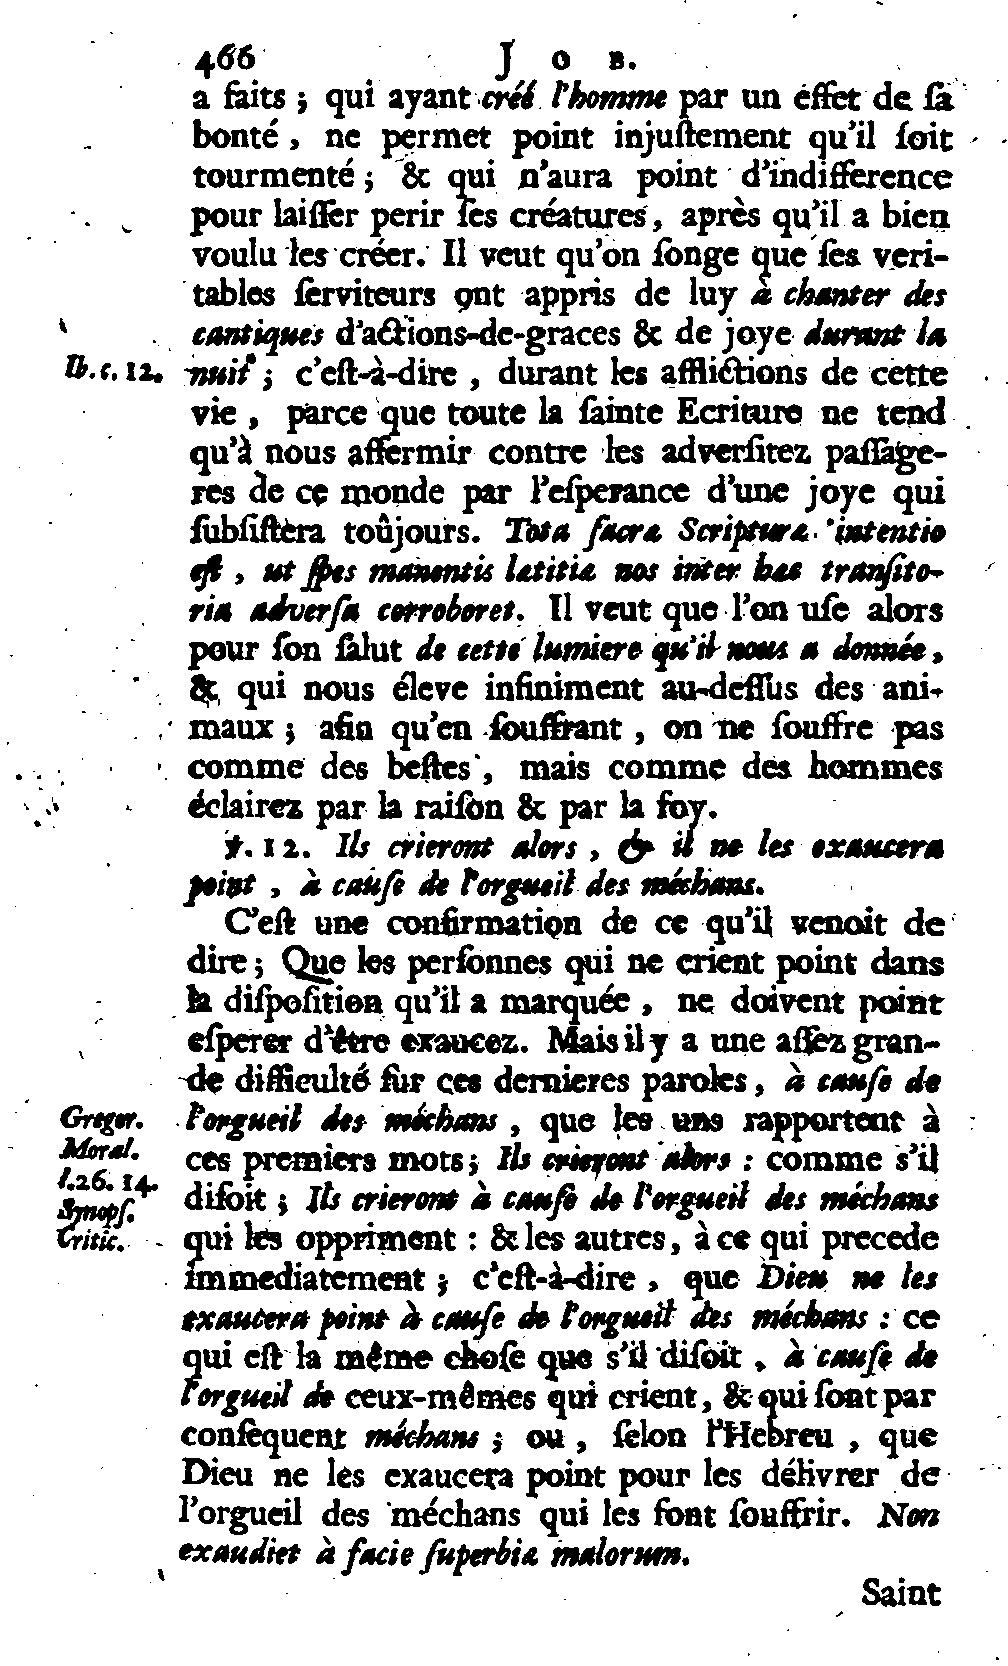 466 JOB.
a faits ; qui ayant créé l'homme par un effet de ſa
bonté, ne permet point injuſtement qu'il ſoit
tourmenté ; & qui n'aura point d'indifference
pour laiſſer perir ſes créatures, après qu'il a bien
voulu les créer. Il veut qu'on ſonge que ſes veri-
tables ſerviteurs ont appris de luy à chanter des
cantiques d'actions-de-graces & de joye durant la
Ib. c. 12. nuit ; c'eſt-à-dire, durant les afflictions de cette
vie, parce que toute la ſainte Ecriture ne tend
qu'à nous affermir contre les adverſitez paſſage-
res de ce monde par l'eſperance d'une joye qui
ſubſiſtera toûjours. Tota ſacra Scripturæ intentio
eſt, ut ſpes manentis lætitiæ nos inter hæc tranſito-
ria adverſa corroboret. Il veut que l'on uſe alors
pour ſon ſalut de cette lumiere qu'il nous a donnée,
& qui nous éleve infiniment au-deſſus des ani-
maux ; afin qu'en ſouffrant, on ne ſouffre pas
comme des beſtes, mais comme des hommes
éclairez par la raiſon & par la foy.
℣. 12. Ils crieront alors, & il ne les exaucera
point, à cauſe de l'orgueil des méchans.
C'eſt une confirmation de ce qu'il venoit de
dire ; Que les perſonnes qui ne crient point dans
la diſpoſition qu'il a marquée, ne doivent point
eſperer d'être exaucez. Mais il y a une aſſez gran-
de difficulté ſur ces dernieres paroles, à cauſe de
Greger. l'orgueil des méchans, que les uns rapportent à
Moral. ces premiers mots ; Ils crieront alors : comme s'il
l. 26. 14. diſoit ; Ils crieront à cauſe de l'orgueil des méchans
Synopſ.
Critic. qui les oppriment : & les autres, à ce qui precede
immediatement ; c'eſt-à-dire, que Dieu ne les
exaucera point à cauſe de l'orgueil des méchans : ce
qui eſt la même choſe que s'il diſoit, à cauſe de
l'orgueil de ceux-mêmes qui crient, & qui ſont par
conſequent méchans ; ou, ſelon l'Hebreu, que
Dieu ne les exaucera point pour les délivrer de
l'orgueil des méchans qui les font ſouffrir. Non
exaudiet à facie ſuperbiæ malorum.
Saint